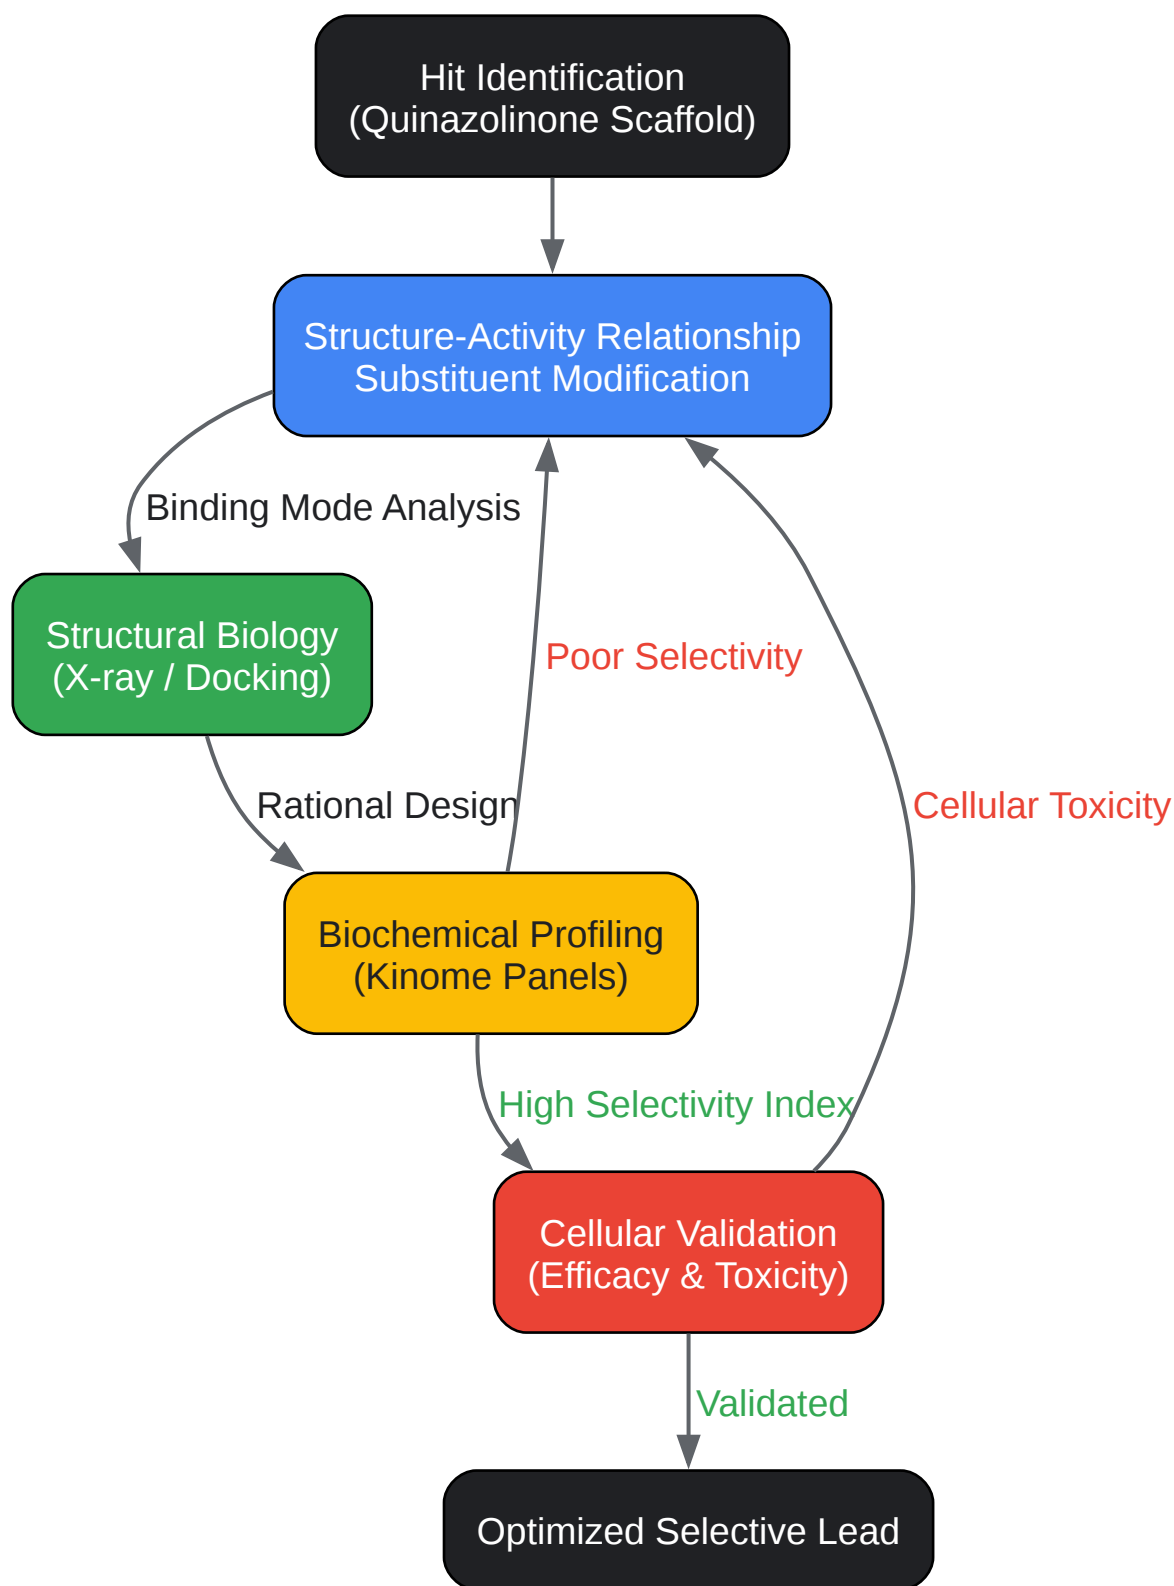 Hit Identification
(Quinazolinone Scaffold)
Structure-Activity Relationship
Substituent Modification
Binding Mode Analysis
Structural Biology
(X-ray / Docking)
Poor Selectivity
Rational Design
Cellular Toxicity
Biochemical Profiling
(Kinome Panels)
High Selectivity Index
Cellular Validation
(Efficacy & Toxicity)
Validated
Optimized Selective Lead